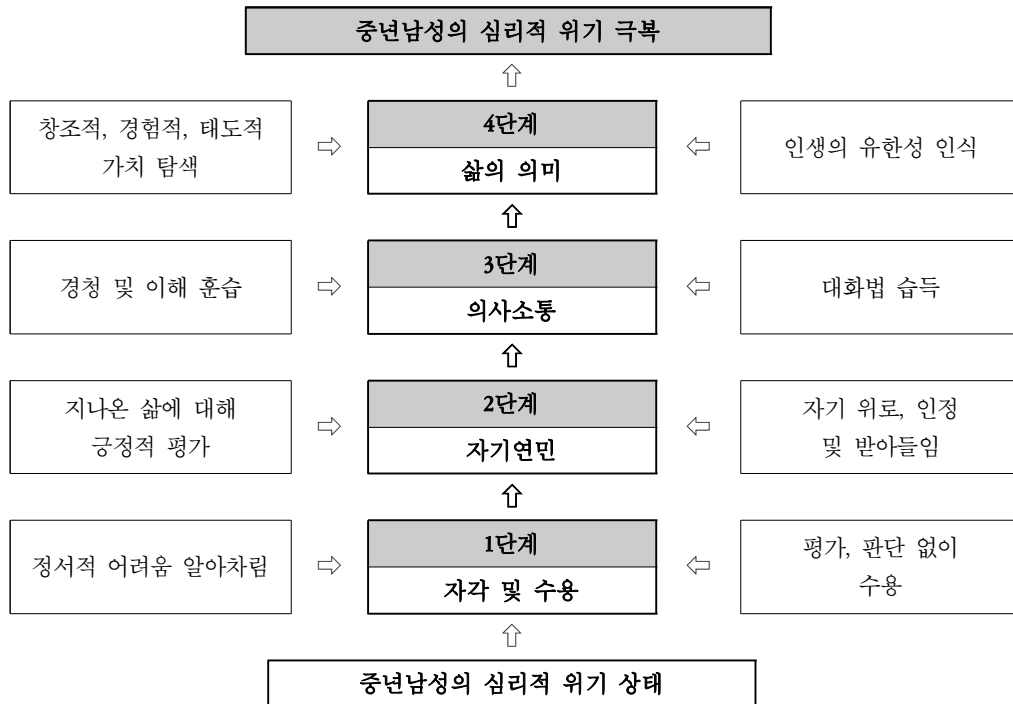 중년남성의 심리적 위기 극복
창조적, 경험적, 태도적
가치 탐색
4단계
삶의 의미
인생의 유한성 인식
경청 및 이해 훈습
3단계
의사소통
대화법 습득
지나온 삶에 대해
긍정적 평가
2단계
자기연민
자기 위로, 인정
및 받아들임
정서적 어려움 알아차림
1단계
자각 및 수용
평가, 판단 없이
수용
중년남성의 심리적 위기 상태